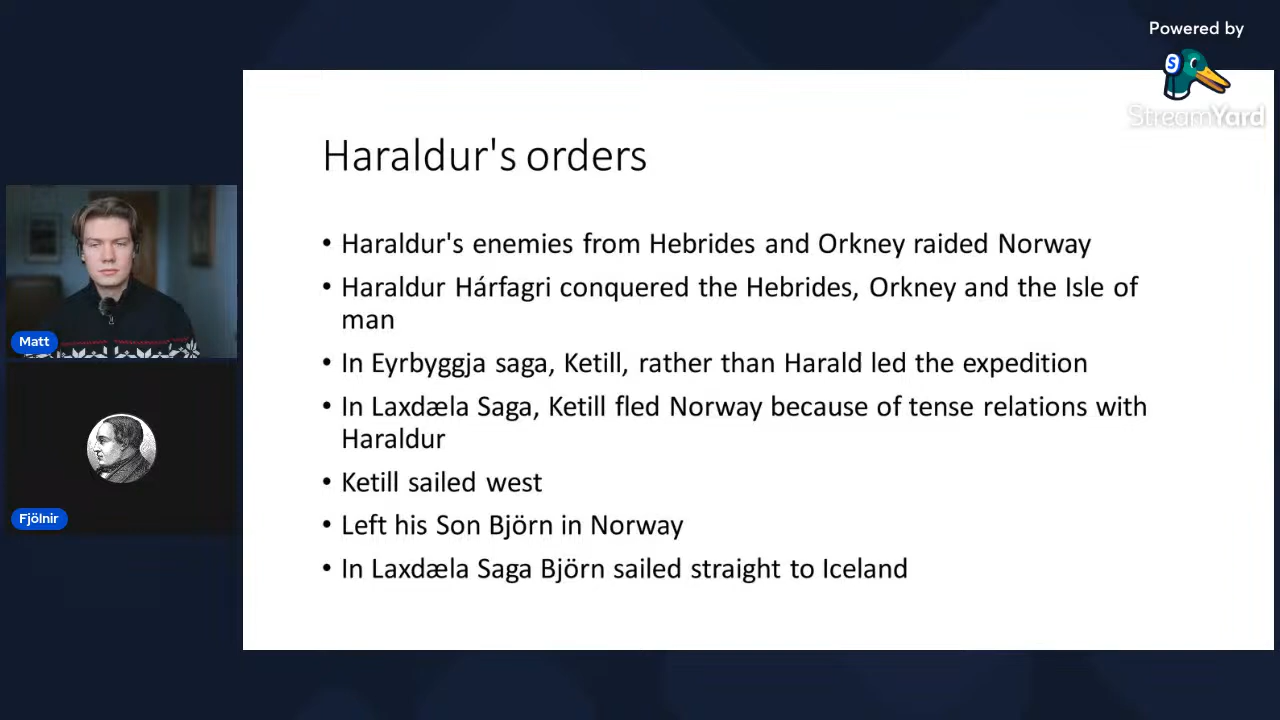 Powered by
StreamYard
Haraldur's orders
• Haraldur's enemies from Hebrides and Orkney raided Norway
• Haraldur Hárfagri conquered the Hebrides, Orkney and the Isle of
man
• In Eyrbyggja saga, Ketill, rather than Harald led the expedition
• In Laxdæla Saga, Ketill fled Norway because of tense relations with
Haraldur
• Ketill sailed west
• Left his Son Björn in Norway
• In Laxdæla Saga Björn sailed straight to Iceland
Matt
Fjölnir